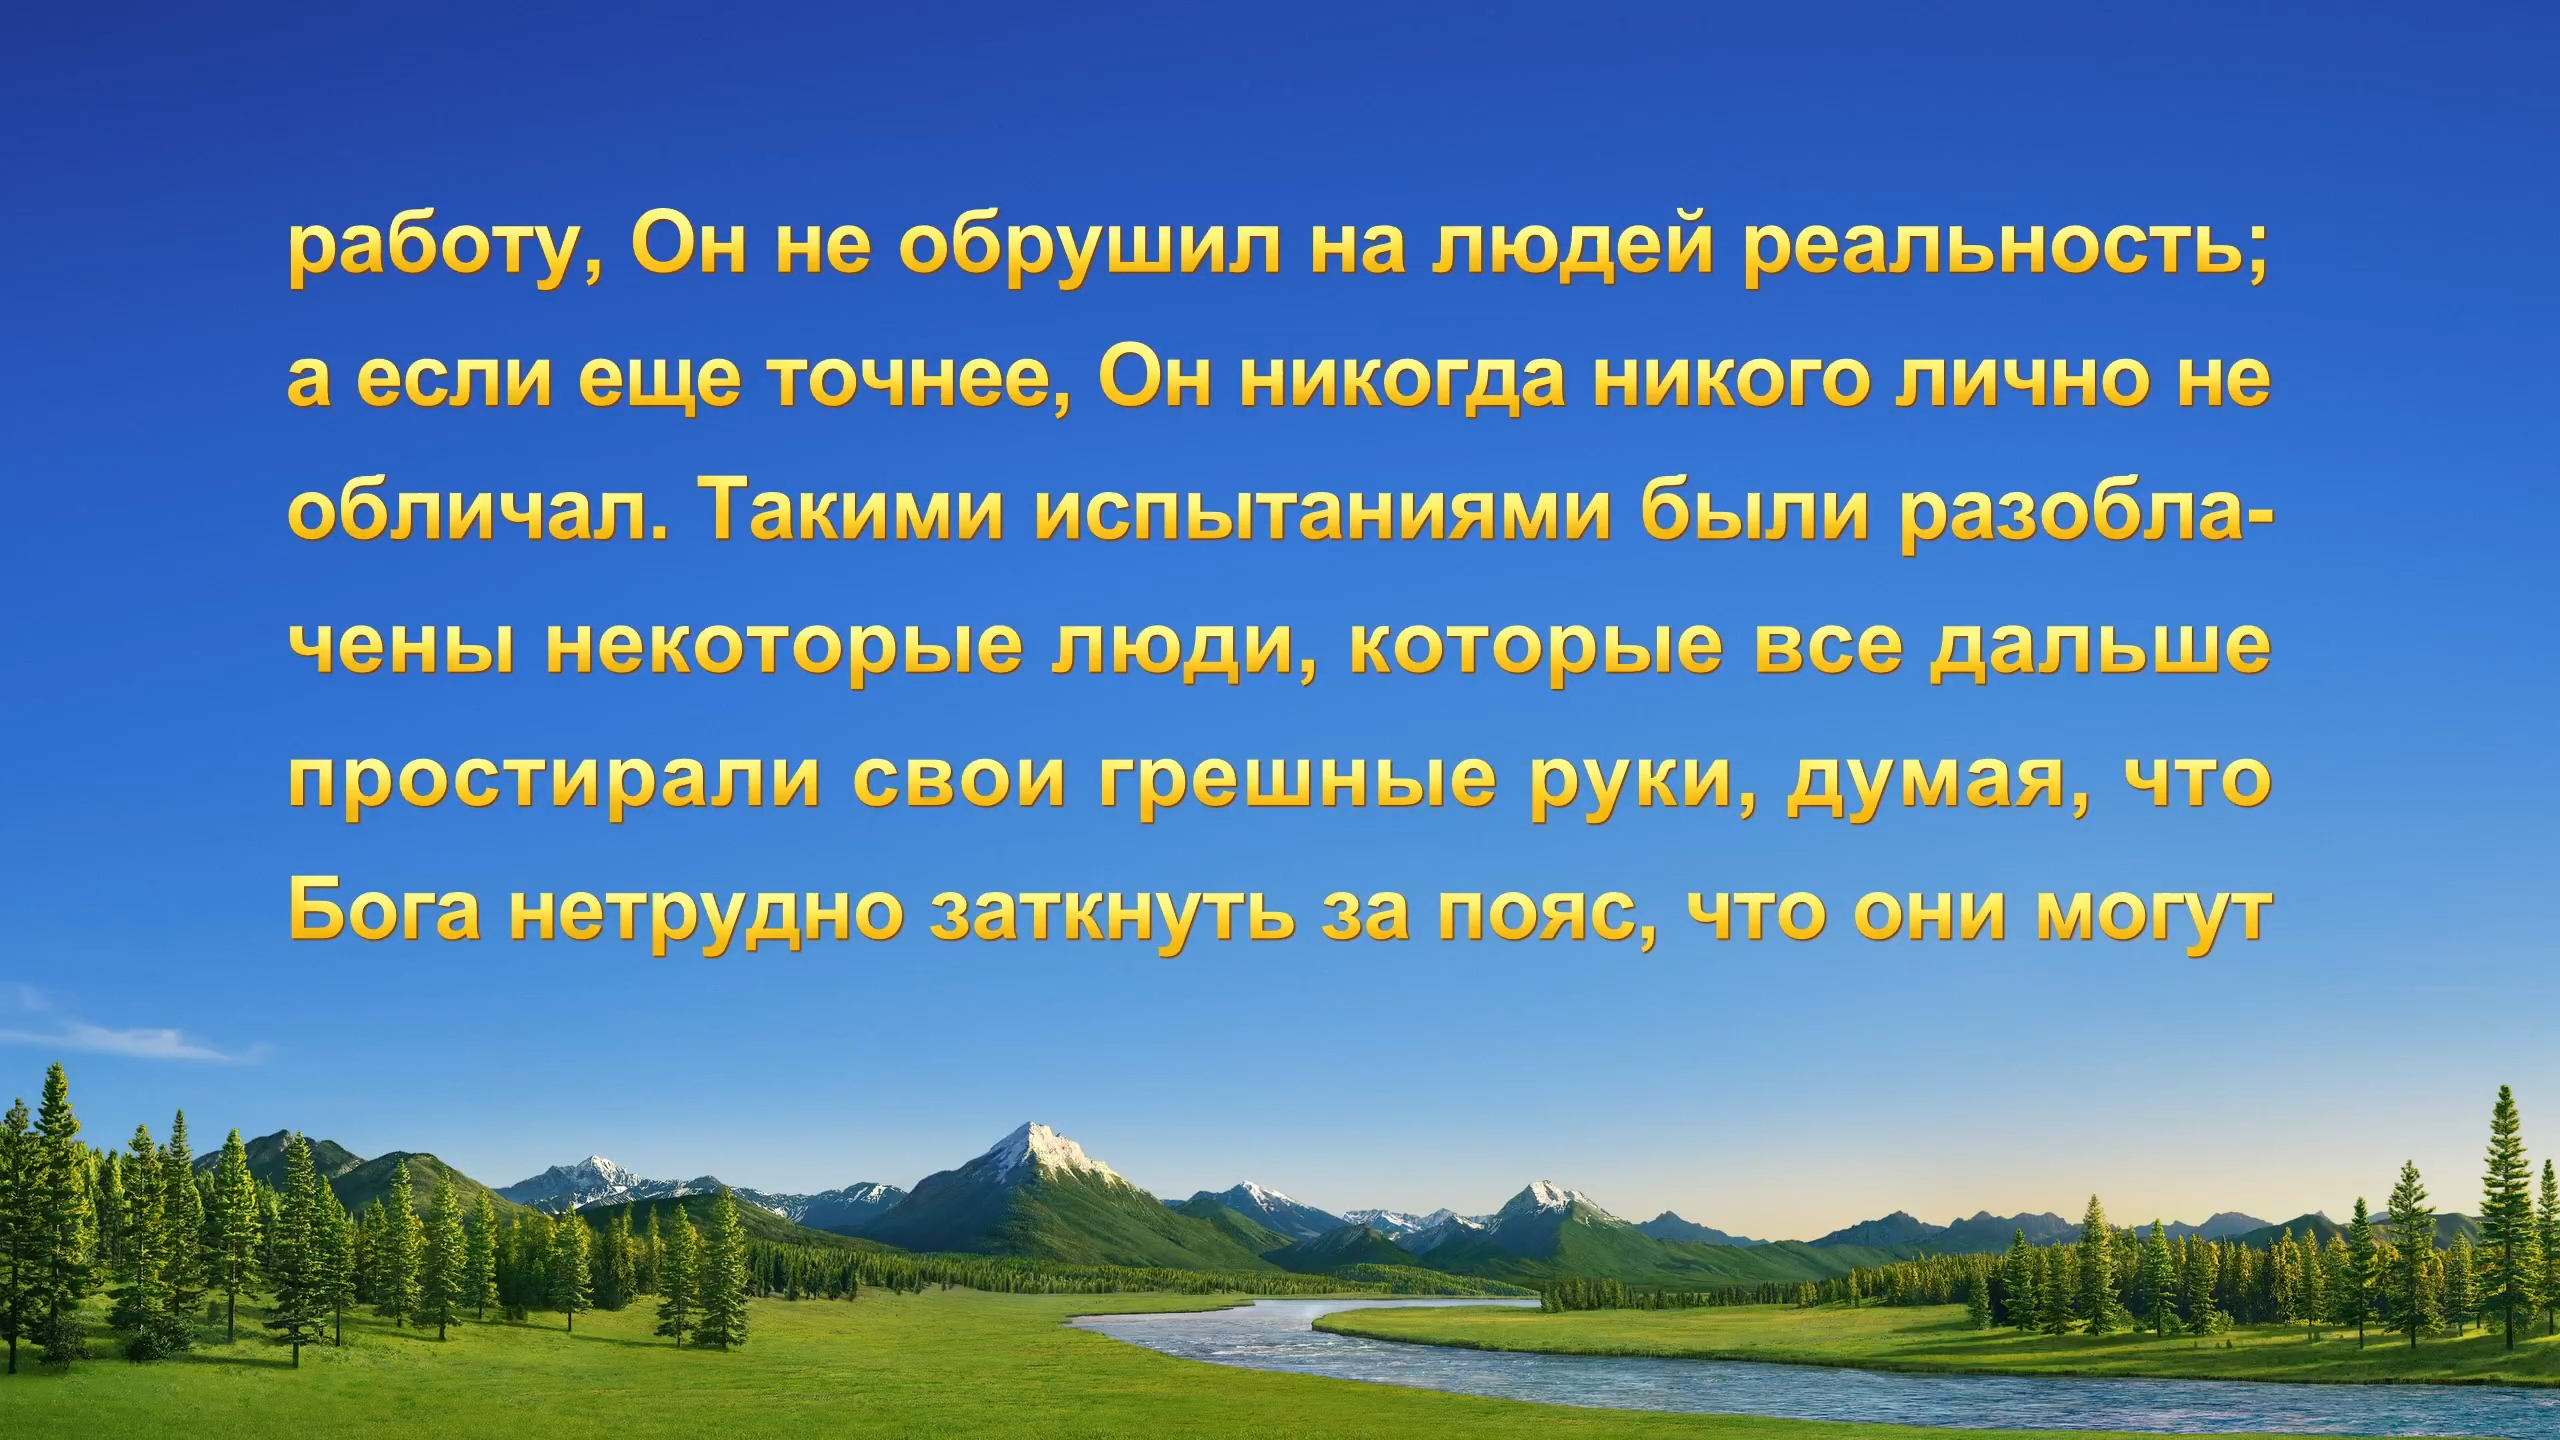 работу, Он не обрушил на людей реальность;
а если еще точнее, Он никогда никого лично не
обличал. Такими испытаниями были разобла-
чены некоторые люди, которые все дальше
простирали свои грешные руки, думая, что
Бога нетрудно заткнуть за пояс, что они могут